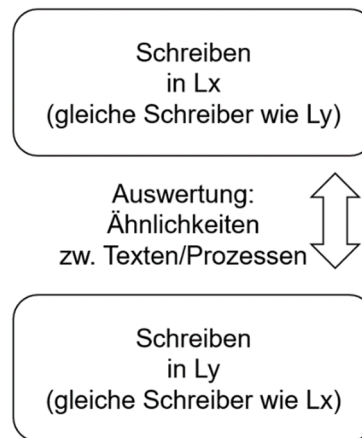 Schreiben
in Lx
(gleiche Schreiber wie Ly)
Auswertung:
Ähnlichkeiten
zw. Texten/Prozessen
Schreiben
in Ly
(gleiche Schreiber wie Lx)